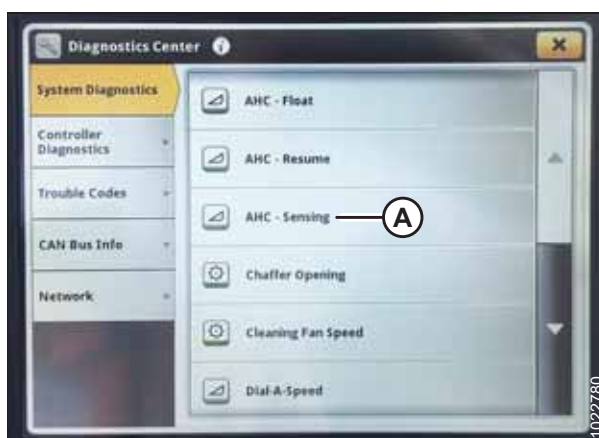 Diagnostics Center i
System Diagnostics
Controller
Diagnostics
Trouble Codes
CAN Bus Info
Network
AHC - Float
AHC - Resume
AHC - Sensing
A
Chaffer Opening
Cleaning Fan Speed
Dial-A-Speed
1022780